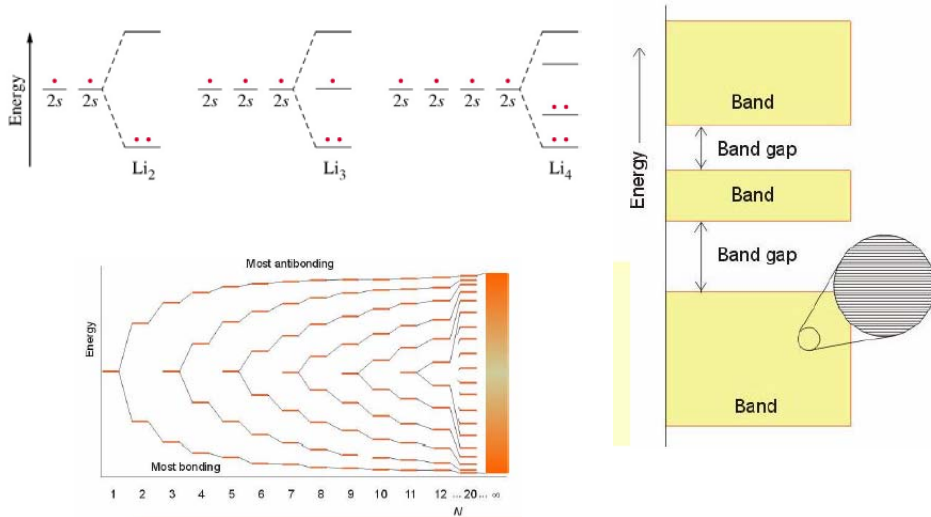 Energy
2s 2s
Li2
2s 2s 2s
Li3
2s 2s 2s 2s
Li4
Most antibonding
Energy
Most bonding
1 2 3 4 5 6 7 8 9 10 11 12 ... 20 ... ∞
N
Energy
Band
Band gap
Band
Band gap
Band